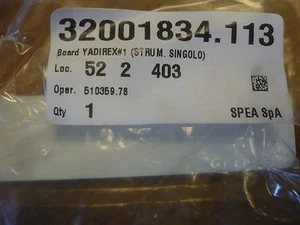 32001834.113
Board YADIREX#1 (STRUM. SINGOLO)
Loc. 52 2 403
Oper. 510359.78
Qty 1 SPEA SpA